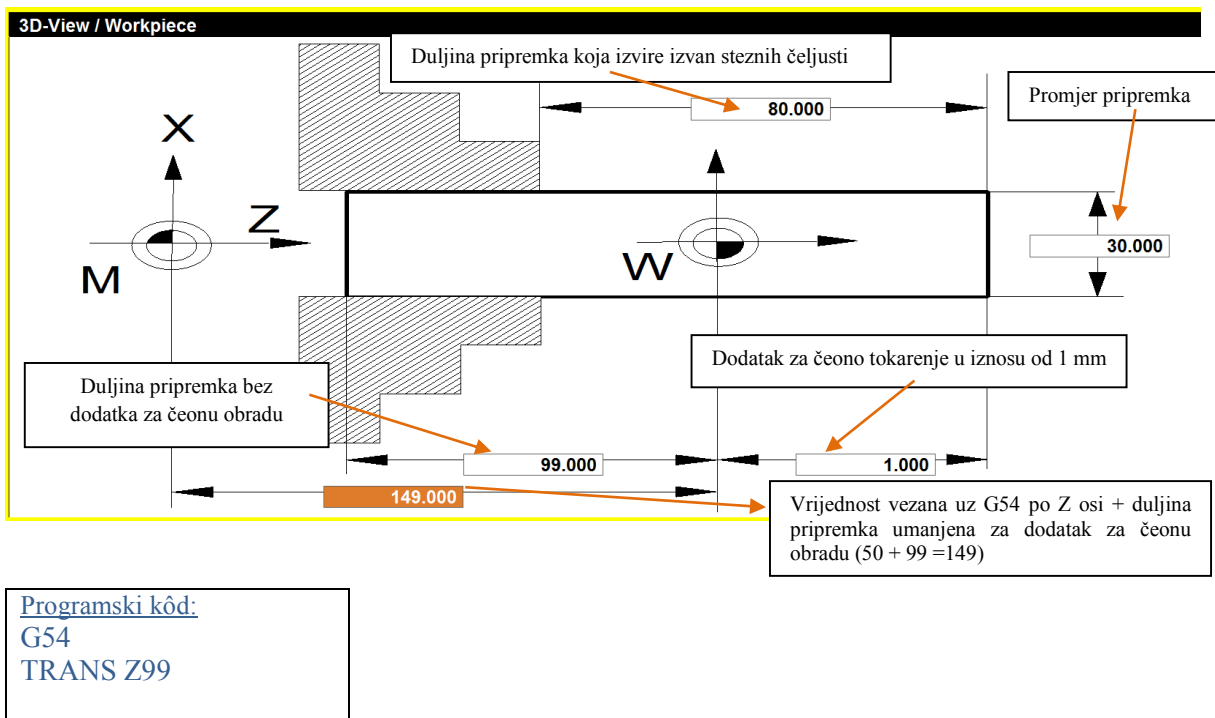 3D-View / Workpiece
Duljina pripremka koja izvire izvan steznih čeljusti
80.000
Promjer pripremka
X
Z
M
W
30.000
Duljina pripremka bez
dodatka za čeonu obradu
Dodatak za čeono tokarenje u iznosu od 1 mm
99.000
1.000
149.000
Vrijednost vezana uz G54 po Z osi + duljina
pripremka umanjena za dodatak za čeonu
obradu (50 + 99 =149)
Programski kôd:
G54
TRANS Z99